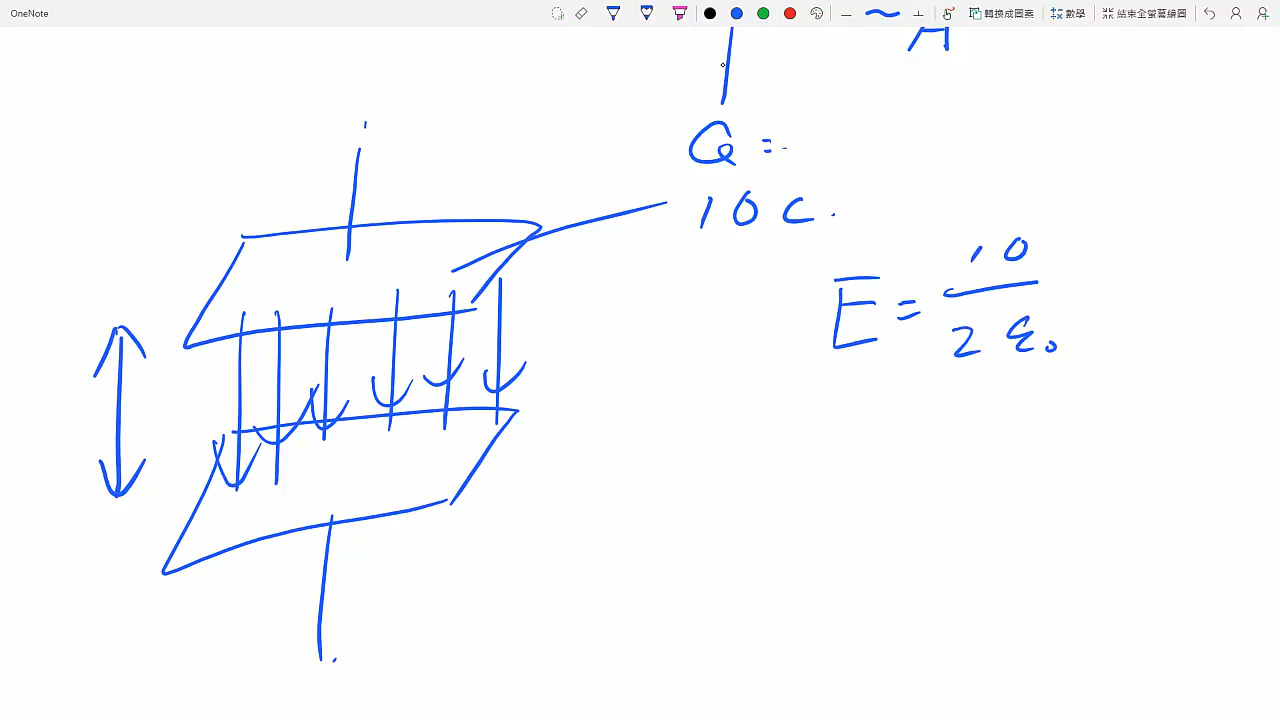 OneNote
轉換成圖案 數學 結束全螢幕繪圖
A
Q =
10 C.
E = 10 / 2 ε₀